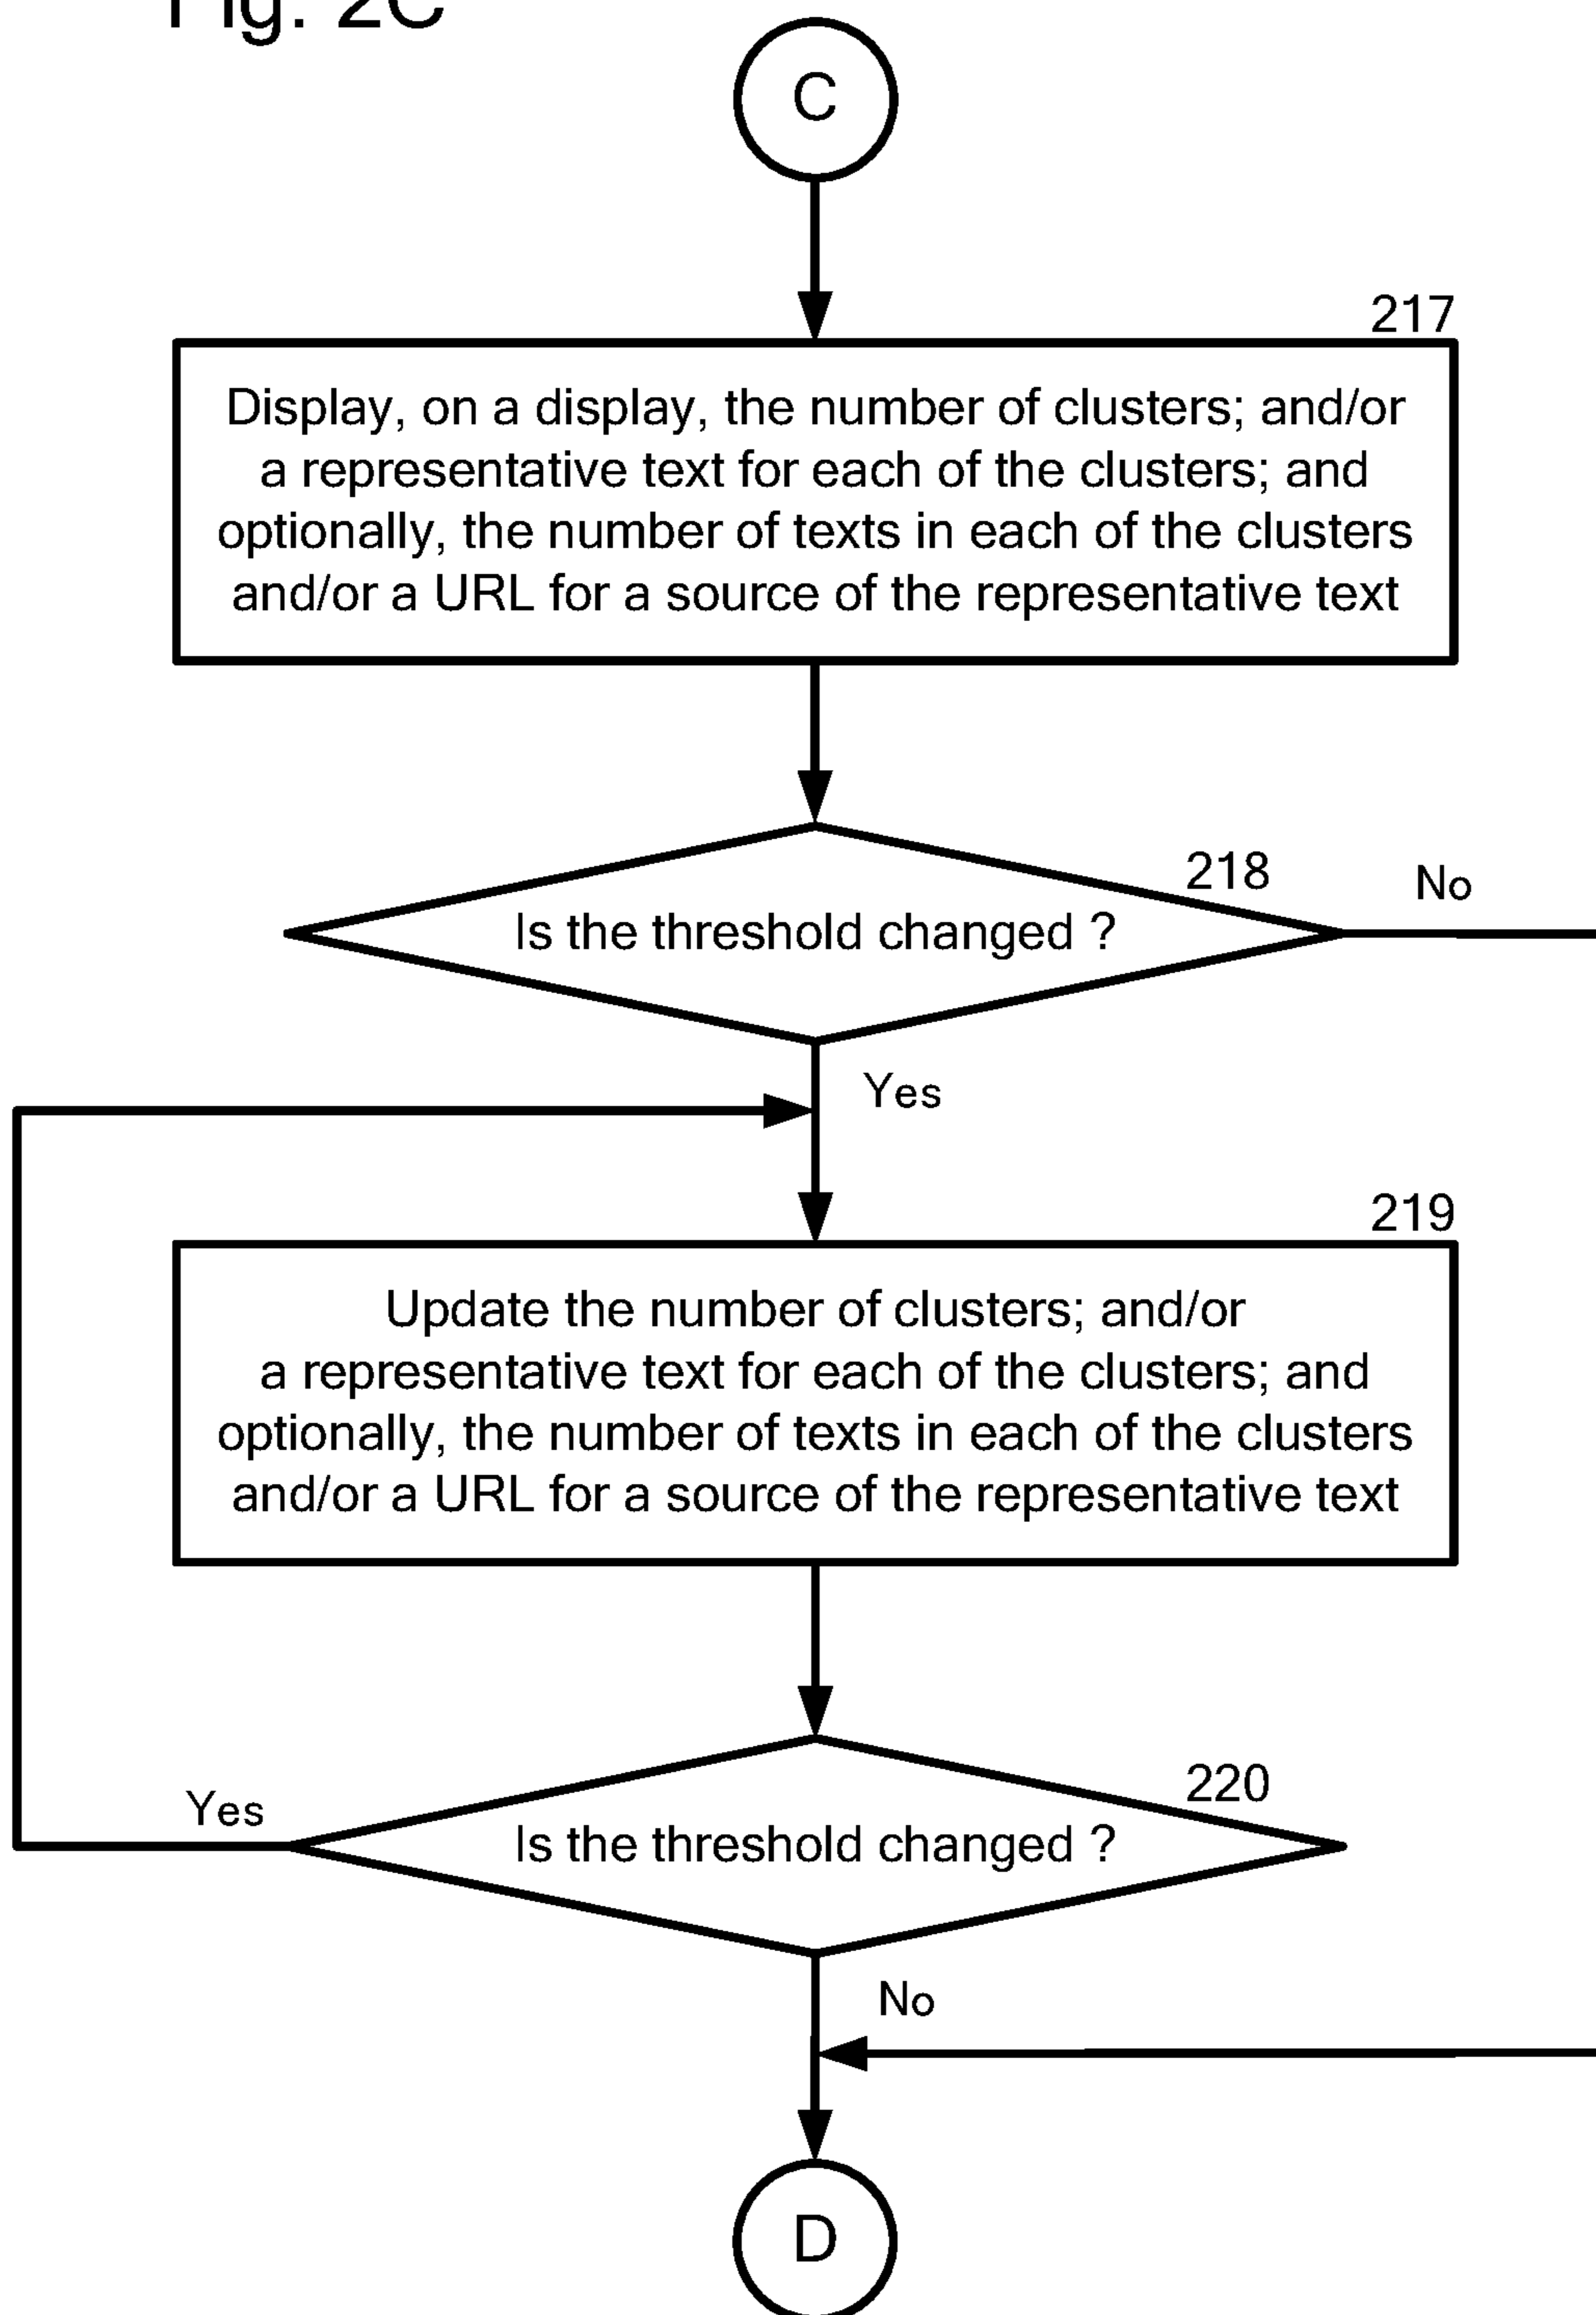 Fig. 2C
C
217
Display, on a display, the number of clusters; and/or
a representative text for each of the clusters; and
optionally, the number of texts in each of the clusters
and/or a URL for a source of the representative text
218
No
Is the threshold changed ?
Yes
219
Update the number of clusters; and/or
a representative text for each of the clusters; and
optionally, the number of texts in each of the clusters
and/or a URL for a source of the representative text
220
Yes
Is the threshold changed ?
No
D